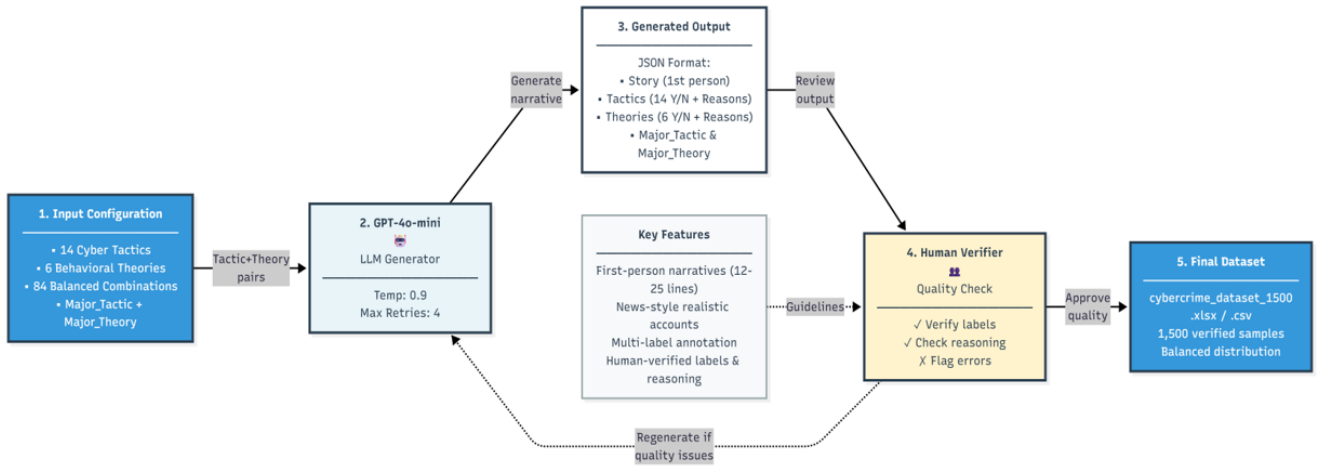 1. Input Configuration
• 14 Cyber Tactics
• 6 Behavioral Theories
• 84 Balanced Combinations
• Major_Tactic +
Major_Theory
Tactic+Theory
pairs
2. GPT-4o-mini
LLM Generator
Temp: 0.9
Max Retries: 4
Generate
narrative
3. Generated Output
JSON Format:
• Story (1st person)
• Tactics (14 Y/N + Reasons)
• Theories (6 Y/N + Reasons)
• Major_Tactic &
Major_Theory
Review
output
Key Features
First-person narratives (12-
25 lines)
News-style realistic
accounts
Multi-label annotation
Human-verified labels &
reasoning
Guidelines
4. Human Verifier
Quality Check
✓ Verify labels
✓ Check reasoning
✗ Flag errors
Regenerate if
quality issues
Approve
quality
5. Final Dataset
cybercrime_dataset_1500
.xlsx / .csv
1,500 verified samples
Balanced distribution